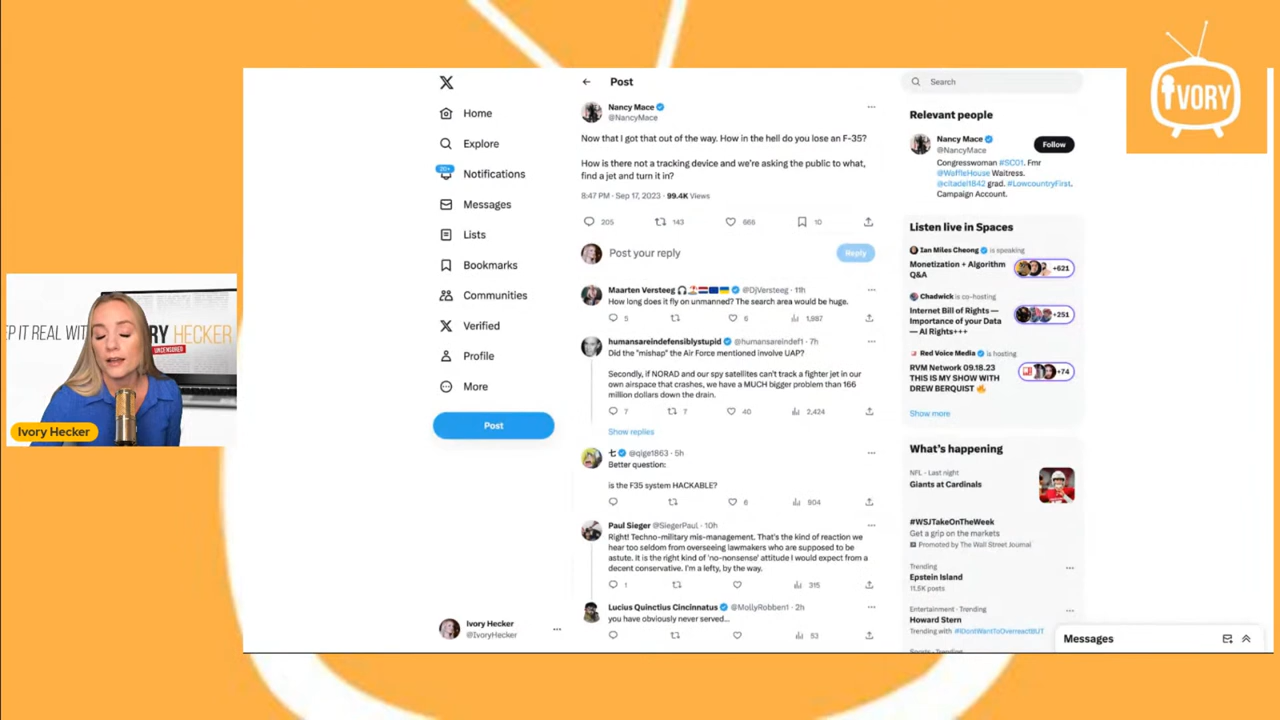 IVORY
X
Home
Explore
20+
Notifications
Messages
Lists
Bookmarks
Communities
Verified
Profile
More
Post
Ivory Hecker
@IvoryHecker
Post
Nancy Mace
@NancyMace
Now that I got that out of the way. How in the hell do you lose an F-35?
How is there not a tracking device and we're asking the public to what,
find a jet and turn it in?
8:47 PM · Sep 17, 2023 · 99.4K Views
205 143 666 10
Post your reply
Reply
Maarten Versteeg @DjVersteeg · 11h
How long does it fly on unmanned? The search area would be huge.
5 6 1,987
humansareindefensiblystupid @humansareindef1 · 7h
Did the "mishap" the Air Force mentioned involve UAP?
Secondly, if NORAD and our spy satellites can't track a fighter jet in our
own airspace that crashes, we have a MUCH bigger problem than 166
million dollars down the drain.
7 7 40 2,424
Show replies
七 @qige1863 · 5h
Better question:
is the F35 system HACKABLE?
6 904
Paul Sieger @SiegerPaul · 10h
Right! Techno-military mis-management. That's the kind of reaction we
hear too seldom from overseeing lawmakers who are supposed to be
astute. It is the right kind of 'no-nonsense' attitude I would expect from a
decent conservative. I'm a lefty, by the way.
1 315
Lucius Quinctius Cincinnatus @MollyRobben1 · 2h
you have obviously never served...
53
Search
Relevant people
Nancy Mace
@NancyMace
Follow
Congresswoman #SC01. Fmr
@WaffleHouse Waitress.
@citadel1842 grad. #LowcountryFirst.
Campaign Account.
Listen live in Spaces
Ian Miles Cheong is speaking
Monetization + Algorithm
Q&A
+621
Chadwick is co-hosting
Internet Bill of Rights —
Importance of your Data
— AI Rights+++
+251
Red Voice Media is hosting
RVM Network 09.18.23
THIS IS MY SHOW WITH
DREW BERQUIST
+74
Show more
What's happening
NFL · Last night
Giants at Cardinals
#WSJTakeOnTheWeek
Get a grip on the markets
Promoted by The Wall Street Journal
Trending
Epstein Island
11.5K posts
Entertainment · Trending
Howard Stern
Trending with #IDontWantToOverreactBUT
Messages
EP IT REAL WIT RY HECKER
UNCENSORED
Ivory Hecker